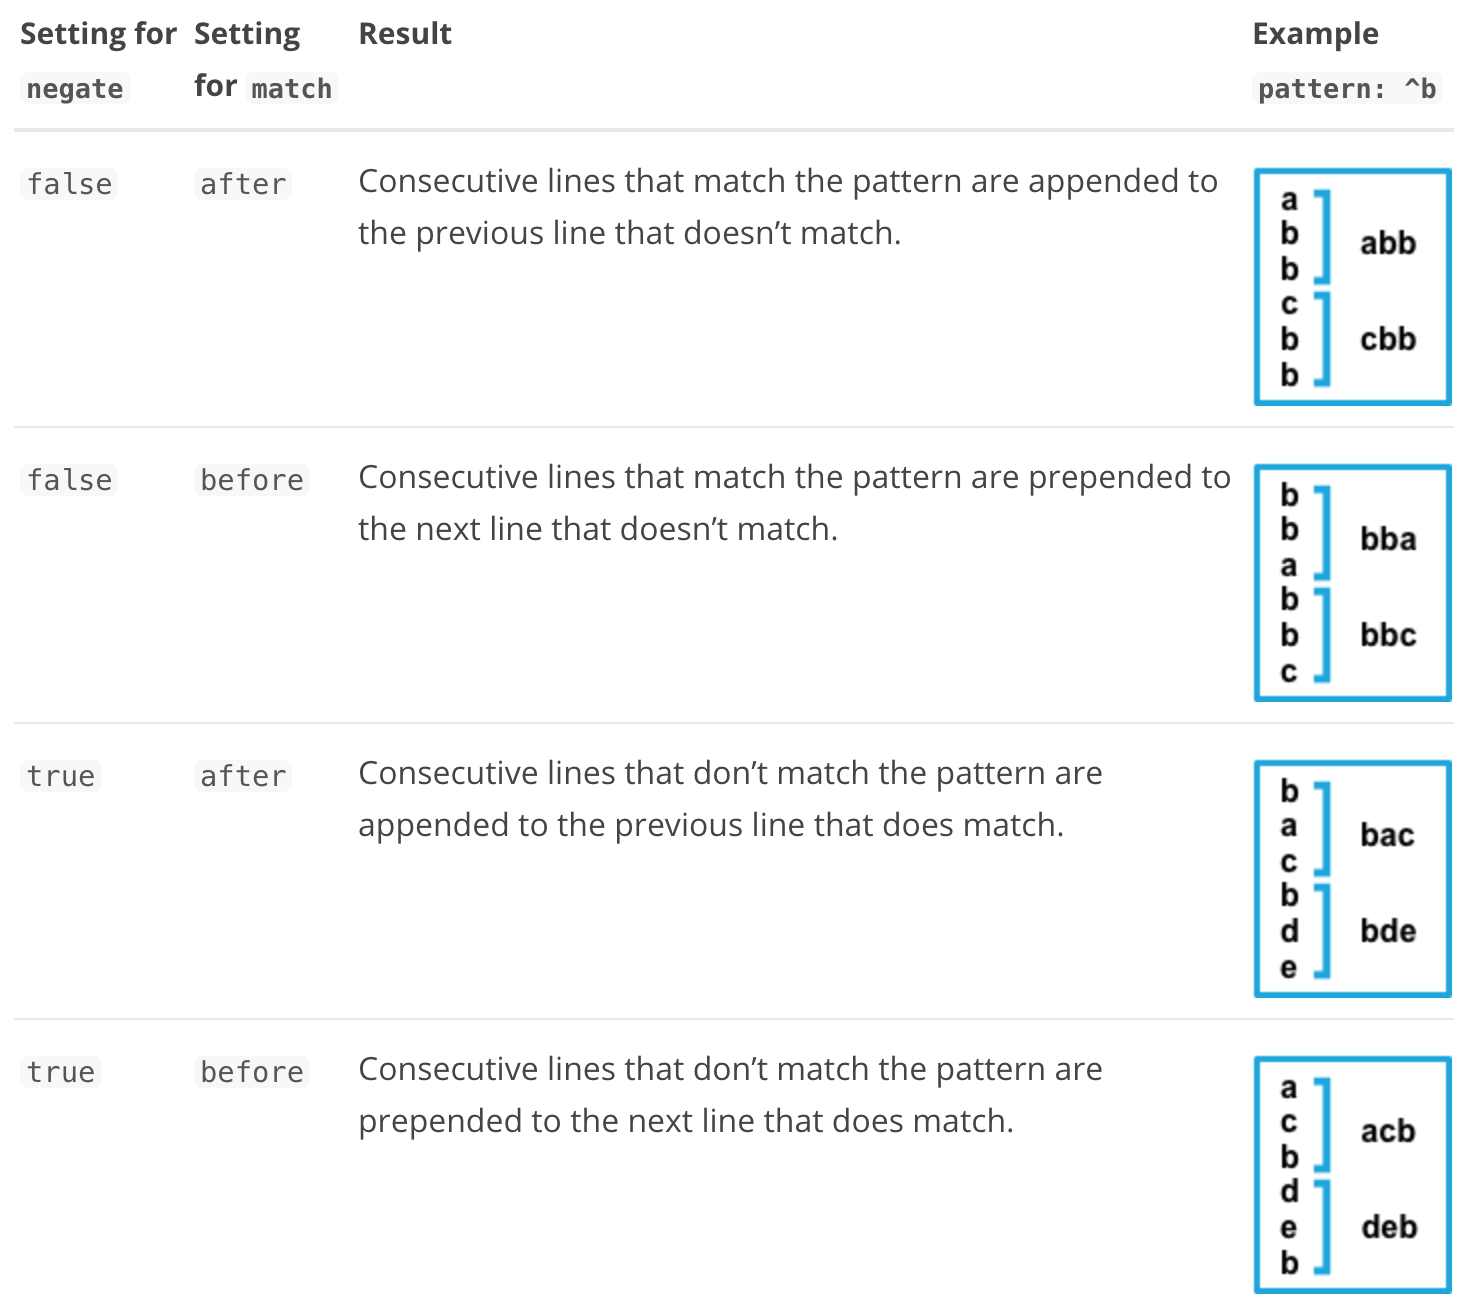 Setting for negate
Setting for match
Result
Example pattern: ^b
false
after
Consecutive lines that match the pattern are appended to
the previous line that doesn’t match.
a
b
b
abb
c
b
b
cbb
false
before
Consecutive lines that match the pattern are prepended to
the next line that doesn’t match.
b
b
a
bba
b
b
c
bbc
true
after
Consecutive lines that don’t match the pattern are
appended to the previous line that does match.
b
a
c
bac
b
d
e
bde
true
before
Consecutive lines that don’t match the pattern are
prepended to the next line that does match.
a
c
b
acb
d
e
b
deb